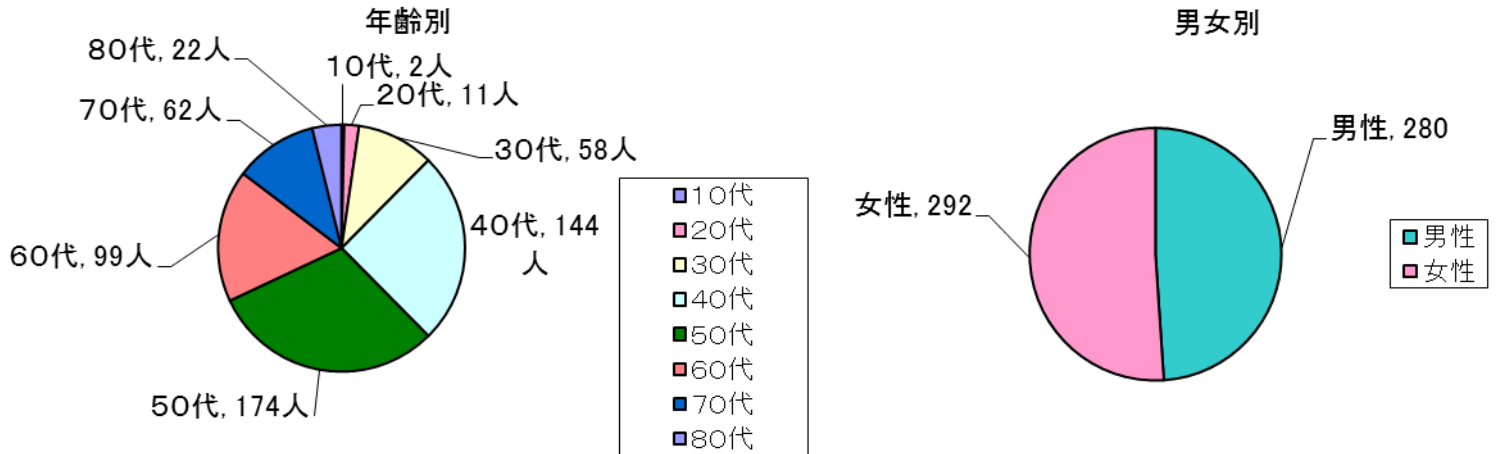 年齢別
80代, 22人
10代, 2人
20代, 11人
70代, 62人
30代, 58人
40代, 144
人
60代, 99人
50代, 174人
10代
20代
30代
40代
50代
60代
70代
80代
男女別
男性, 280
女性, 292
男性
女性